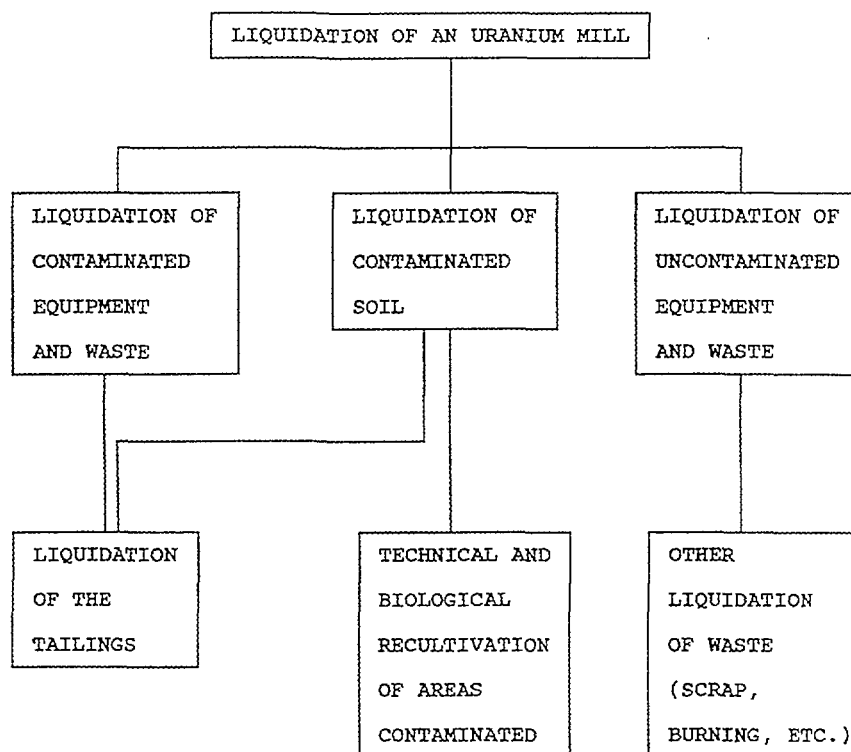 LIQUIDATION OF AN URANIUM MILL
LIQUIDATION OF
CONTAMINATED
EQUIPMENT
AND WASTE
LIQUIDATION OF
CONTAMINATED
SOIL
LIQUIDATION OF
UNCONTAMINATED
EQUIPMENT
AND WASTE
LIQUIDATION
OF THE
TAILINGS
TECHNICAL AND
BIOLOGICAL
RECULTIVATION
OF AREAS
CONTAMINATED
OTHER
LIQUIDATION
OF WASTE
(SCRAP,
BURNING, ETC.)